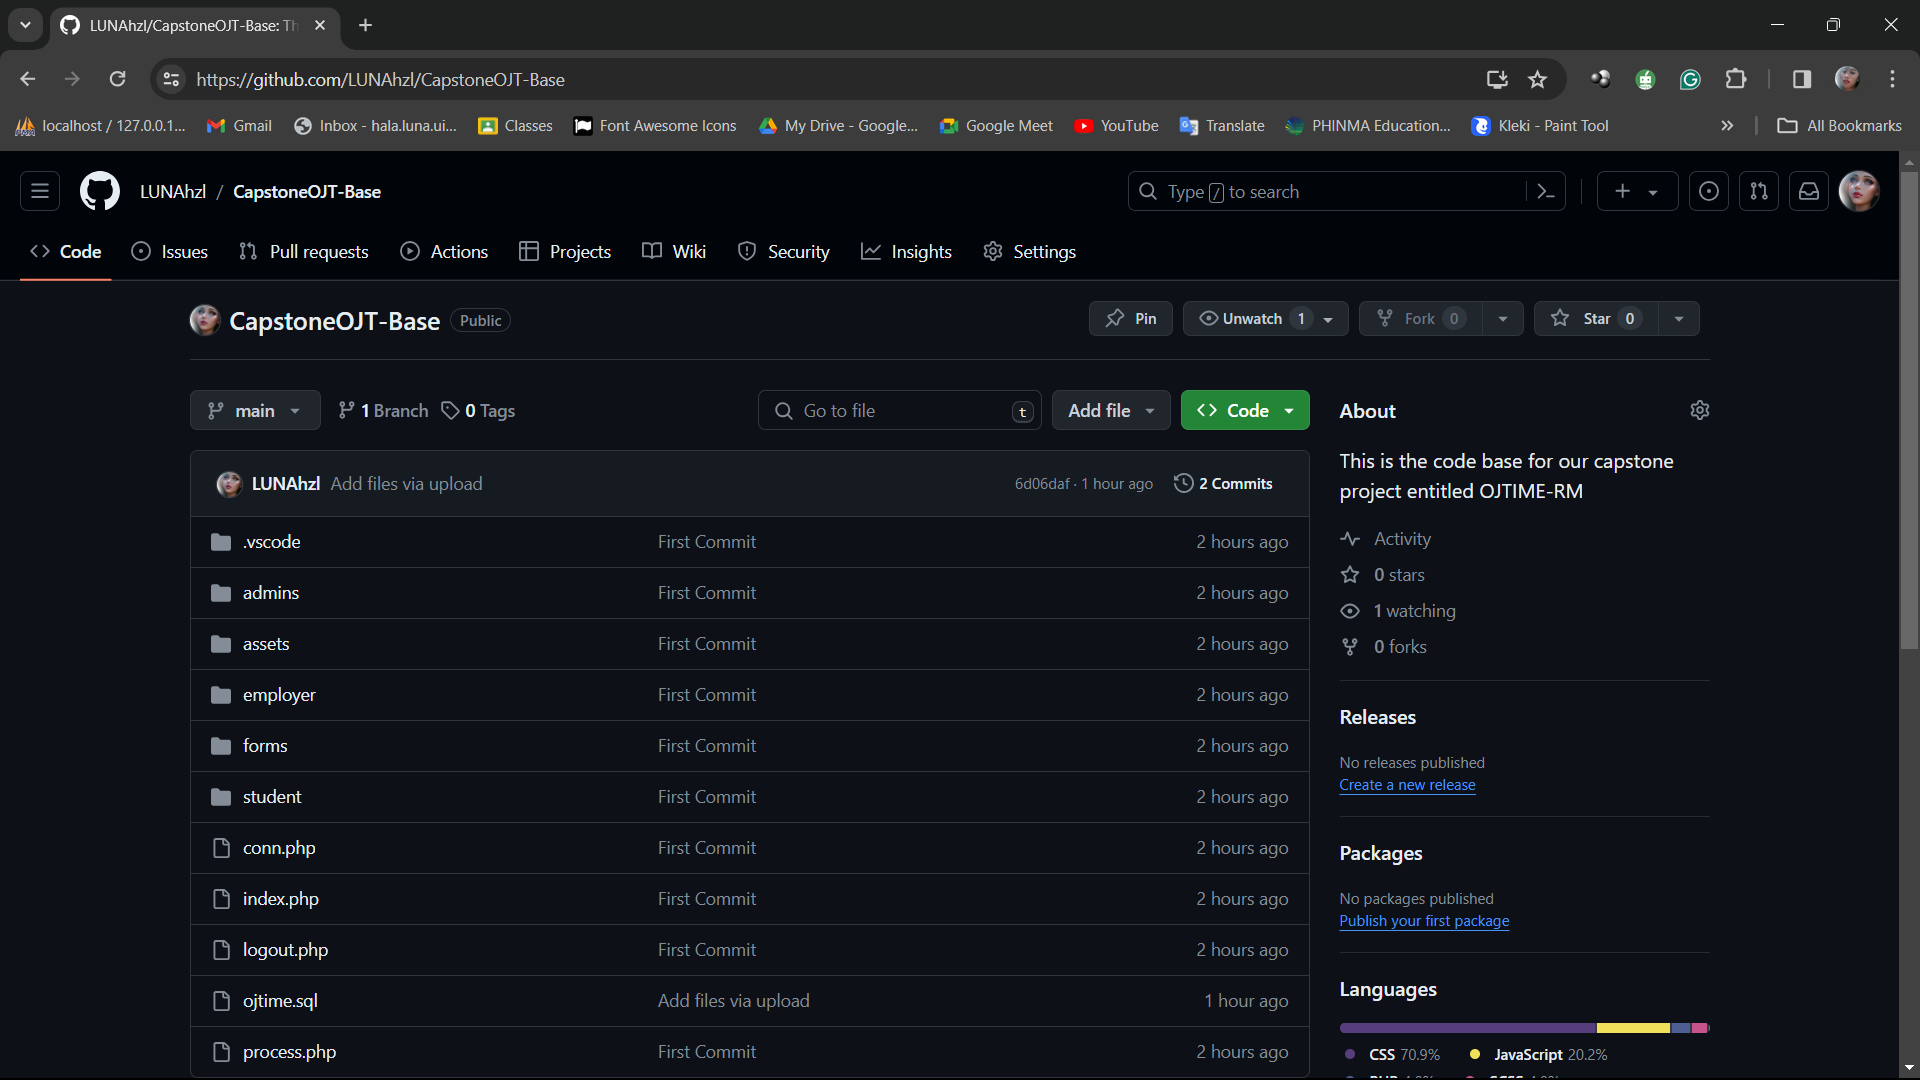 LUNAhzl/CapstoneOJT-Base: Th
https://github.com/LUNAhzl/CapstoneOJT-Base
localhost / 127.0.0.1... Gmail Inbox - hala.luna.ui... Classes Font Awesome Icons My Drive - Google... Google Meet YouTube Translate PHINMA Education... Kleki - Paint Tool » All Bookmarks
LUNAhzl / CapstoneOJT-Base Type / to search
Code Issues Pull requests Actions Projects Wiki Security Insights Settings
CapstoneOJT-Base Public Pin Unwatch 1 Fork 0 Star 0
main 1 Branch 0 Tags Go to file t Add file Code
LUNAhzl Add files via upload 6d06daf · 1 hour ago 2 Commits
.vscode First Commit 2 hours ago
admins First Commit 2 hours ago
assets First Commit 2 hours ago
employer First Commit 2 hours ago
forms First Commit 2 hours ago
student First Commit 2 hours ago
conn.php First Commit 2 hours ago
index.php First Commit 2 hours ago
logout.php First Commit 2 hours ago
ojtime.sql Add files via upload 1 hour ago
process.php First Commit 2 hours ago
About
This is the code base for our capstone
project entitled OJTIME-RM
Activity
0 stars
1 watching
0 forks
Releases
No releases published
Create a new release
Packages
No packages published
Publish your first package
Languages
CSS 70.9% JavaScript 20.2%